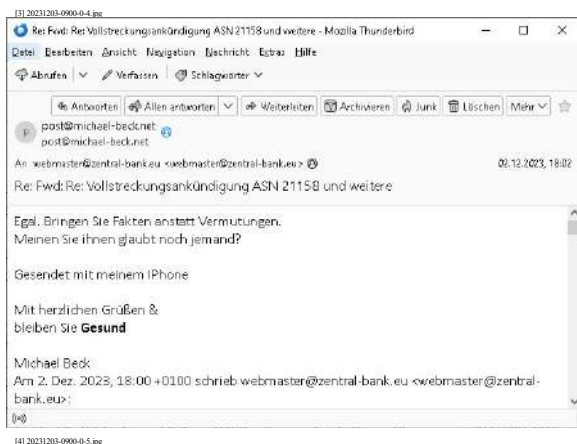 [3] 20231203-0900-0-4.jpg
Re: Fwd: Re: Vollstreckungsankündigung ASN 21158 und weitere - Mozilla Thunderbird
Datei Bearbeiten Ansicht Navigation Nachricht Extras Hilfe
Abrufen Verfassen Schlagwörter
Antworten Allen antworten Weiterleiten Archivieren Junk Löschen Mehr
P post@michael-beck.net
post@michael-beck.net
An webmaster@zentral-bank.eu <webmaster@zentral-bank.eu> 02.12.2023, 18:02
Re: Fwd: Re: Vollstreckungsankündigung ASN 21158 und weitere
Egal. Bringen Sie Fakten anstatt Vermutungen.
Meinen Sie ihnen glaubt noch jemand?
Gesendet mit meinem iPhone
Mit herzlichen Grüßen &
bleiben Sie Gesund
Michael Beck
Am 2. Dez. 2023, 18:00 +0100 schrieb webmaster@zentral-bank.eu <webmaster@zentral-
bank.eu>:
[4] 20231203-0900-0-5.jpg